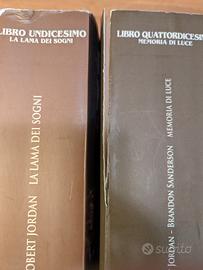 LIBRO UNDICESIMO
LA LAMA DEI SOGNI
ROBERT JORDAN LA LAMA DEI SOGNI
LIBRO QUATTORDICESIMO
MEMORIA DI LUCE
JORDAN – BRANDON SANDERSON MEMORIA DI LUCE
subito